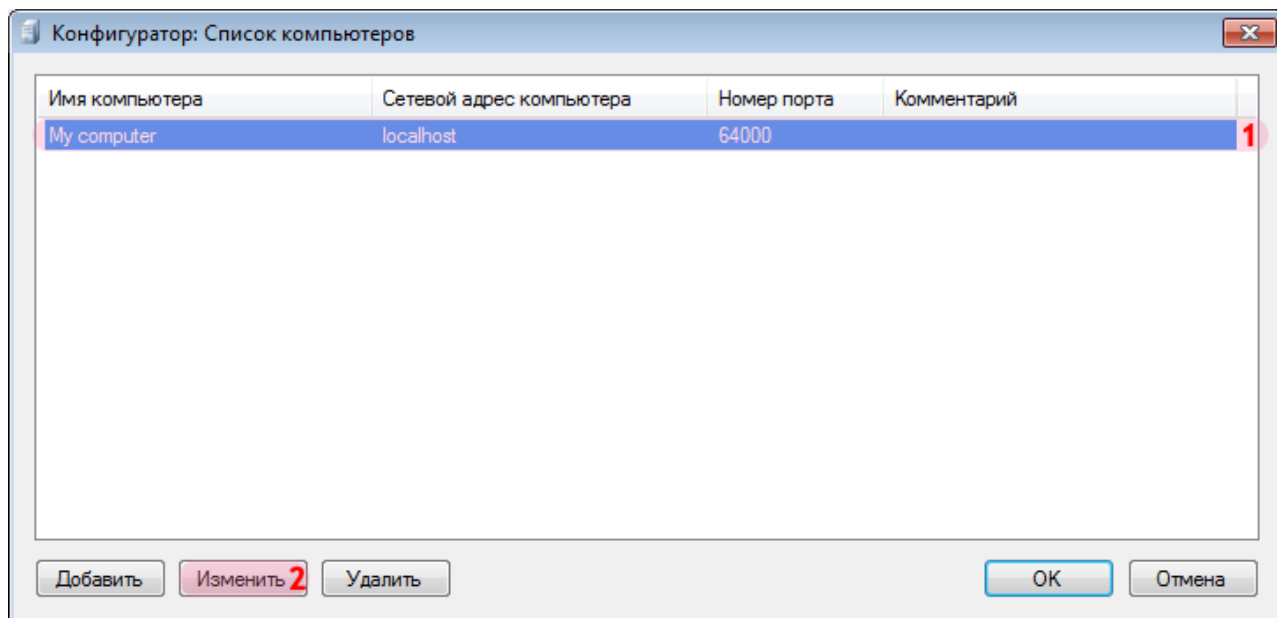 Конфигуратор: Список компьютеров
Имя компьютера Сетевой адрес компьютера Номер порта Комментарий
My computer localhost 64000 1
Добавить Изменить 2 Удалить OK Отмена